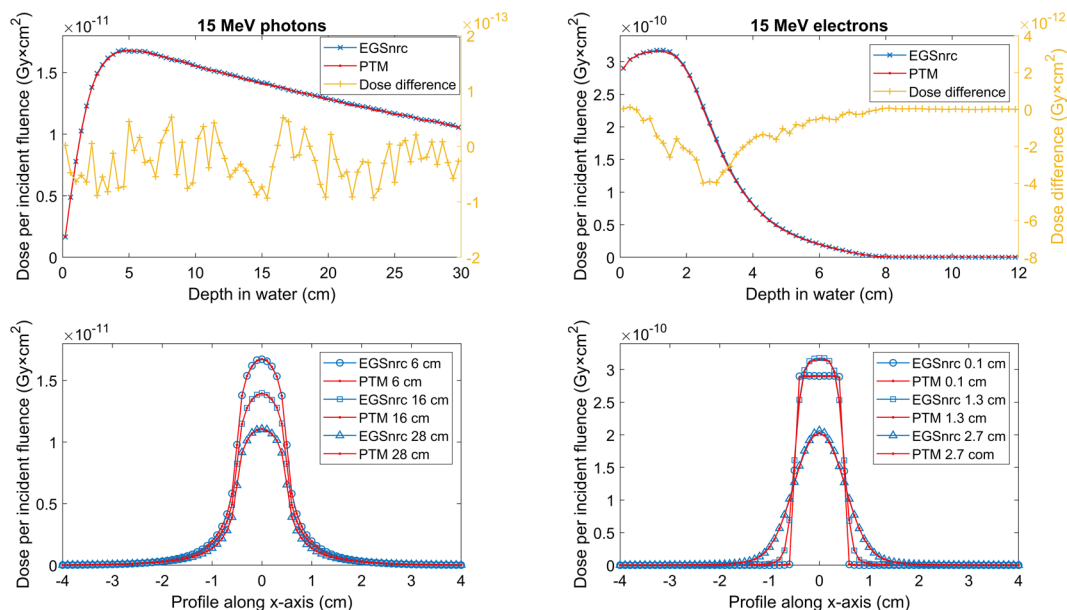 15 MeV photons
×10⁻¹¹
×10⁻¹³
EGSnrc
PTM
Dose difference
Dose per incident fluence (Gy×cm²)
1.5
1
0.5
0
2
1
0
-1
-2
0 5 10 15 20 25 30
Depth in water (cm)
15 MeV electrons
×10⁻¹⁰
×10⁻¹²
EGSnrc
PTM
Dose difference
Dose per incident fluence (Gy×cm²)
3
2.5
2
1.5
1
0.5
0
4
2
0
-2
-4
-6
-8
Dose difference (Gy×cm²)
0 2 4 6 8 10 12
Depth in water (cm)
×10⁻¹¹
EGSnrc 6 cm
PTM 6 cm
EGSnrc 16 cm
PTM 16 cm
EGSnrc 28 cm
PTM 28 cm
Dose per incident fluence (Gy×cm²)
1.5
1
0.5
0
-4 -3 -2 -1 0 1 2 3 4
Profile along x-axis (cm)
×10⁻¹⁰
EGSnrc 0.1 cm
PTM 0.1 cm
EGSnrc 1.3 cm
PTM 1.3 cm
EGSnrc 2.7 cm
PTM 2.7 com
Dose per incident fluence (Gy×cm²)
3
2.5
2
1.5
1
0.5
0
-4 -3 -2 -1 0 1 2 3 4
Profile along x-axis (cm)